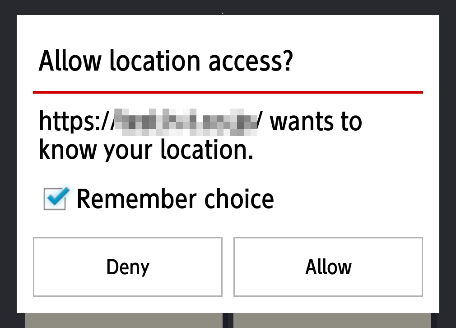 Allow location access?
https:// / wants to
know your location.
Remember choice
Deny
Allow